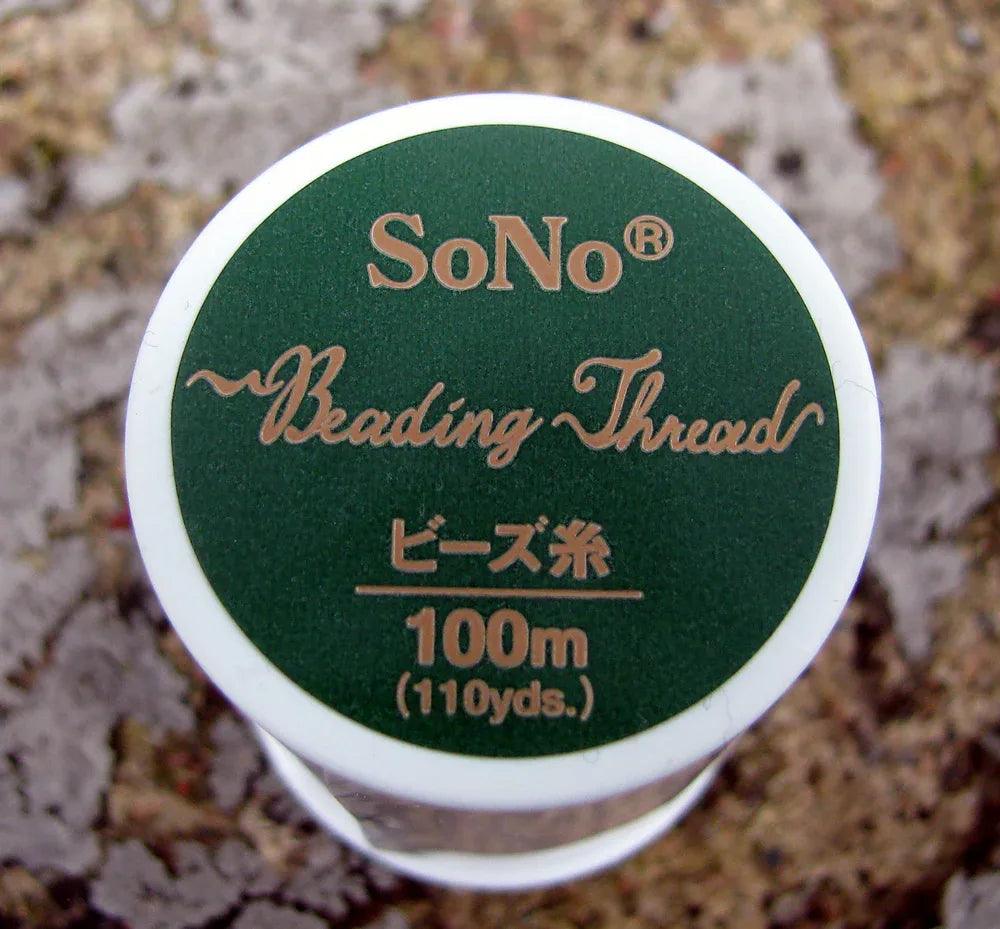 SoNo®
Beading Thread
ビーズ糸
100m
(110yds.)